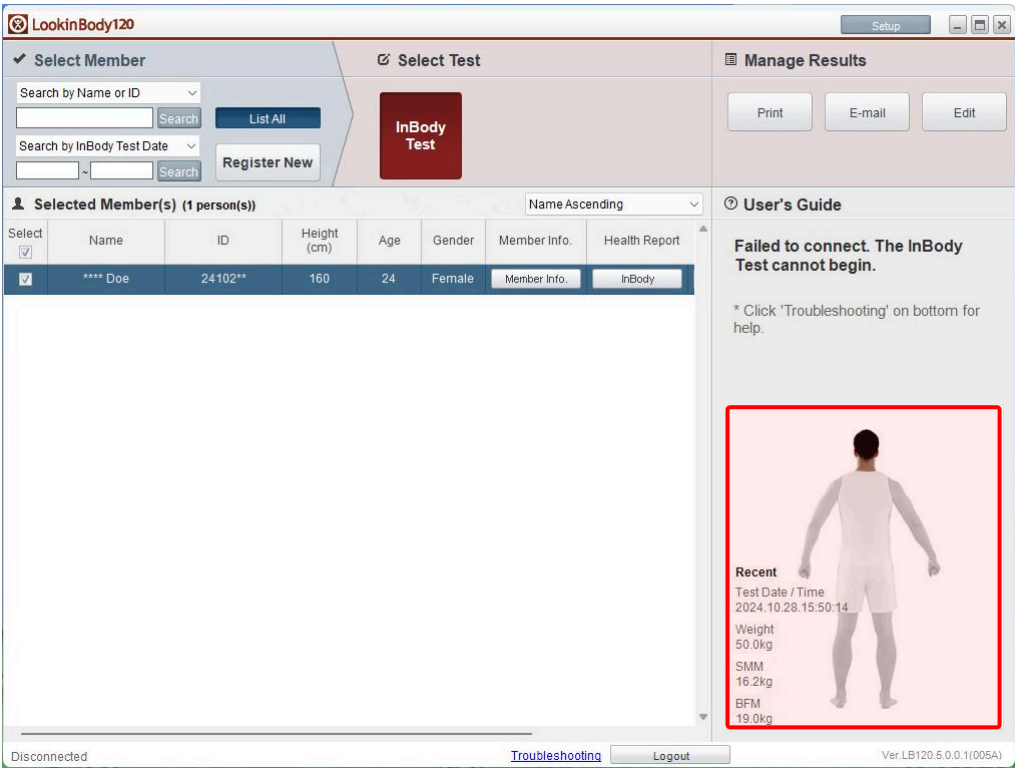 LookinBody120
Setup
Select Member
Select Test
Manage Results
Search by Name or ID
Search
List All
Search by InBody Test Date
~
Search
Register New
InBody
Test
Print
E-mail
Edit
Selected Member(s) (1 person(s))
Name Ascending
User's Guide
Select
Name
ID
Height
(cm)
Age
Gender
Member Info.
Health Report
**** Doe
24102**
160
24
Female
Member Info.
InBody
Failed to connect. The InBody
Test cannot begin.
* Click 'Troubleshooting' on bottom for
help.
Recent
Test Date / Time
2024.10.28.15:50:14
Weight
50.0kg
SMM
16.2kg
BFM
19.0kg
Disconnected
Troubleshooting
Logout
Ver.LB120.5.0.0.1(005A)